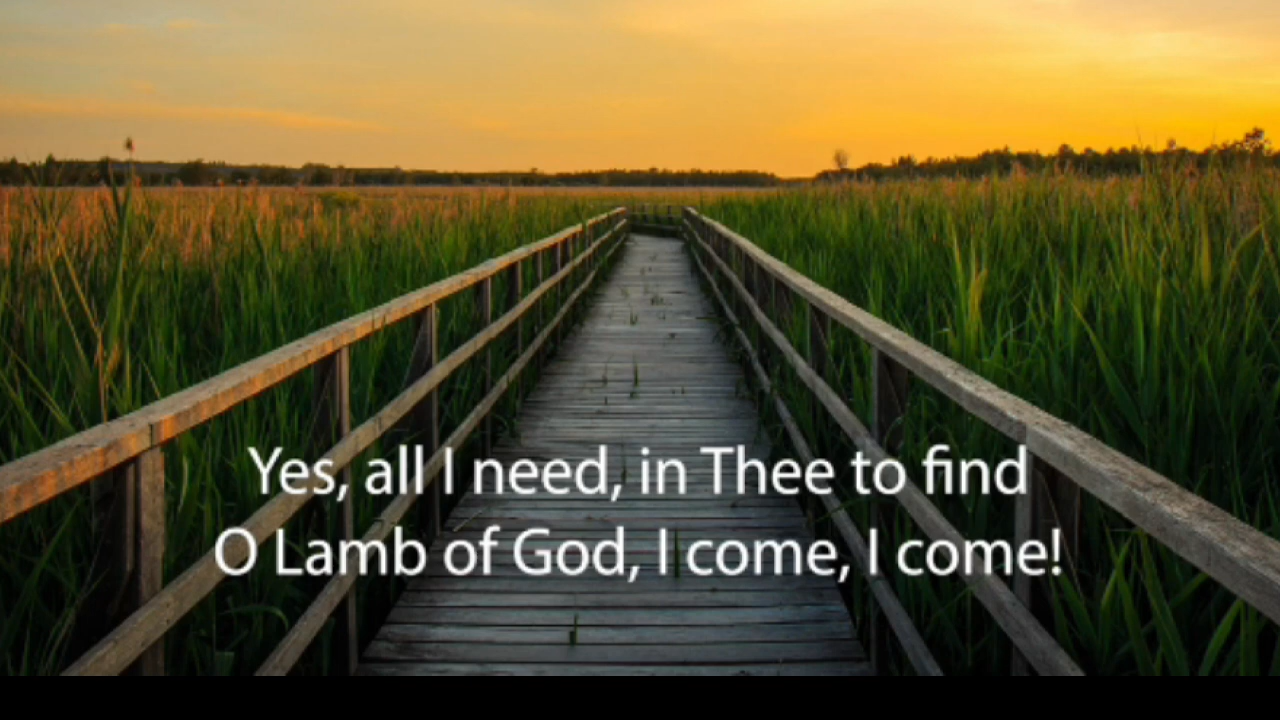 Yes, all I need, in Thee to find
O Lamb of God, I come, I come!